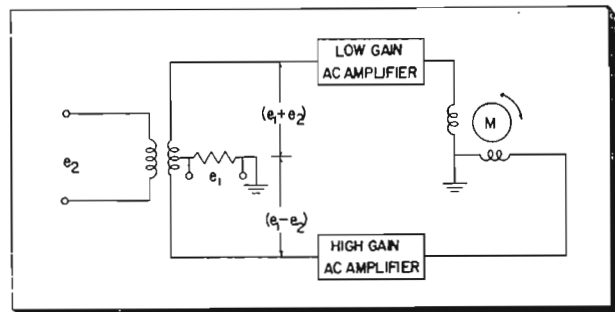 LOW GAIN
AC AMPLIFIER
(e₁+e₂)
M
e₂
e₁
(e₁−e₂)
HIGH GAIN
AC AMPLIFIER